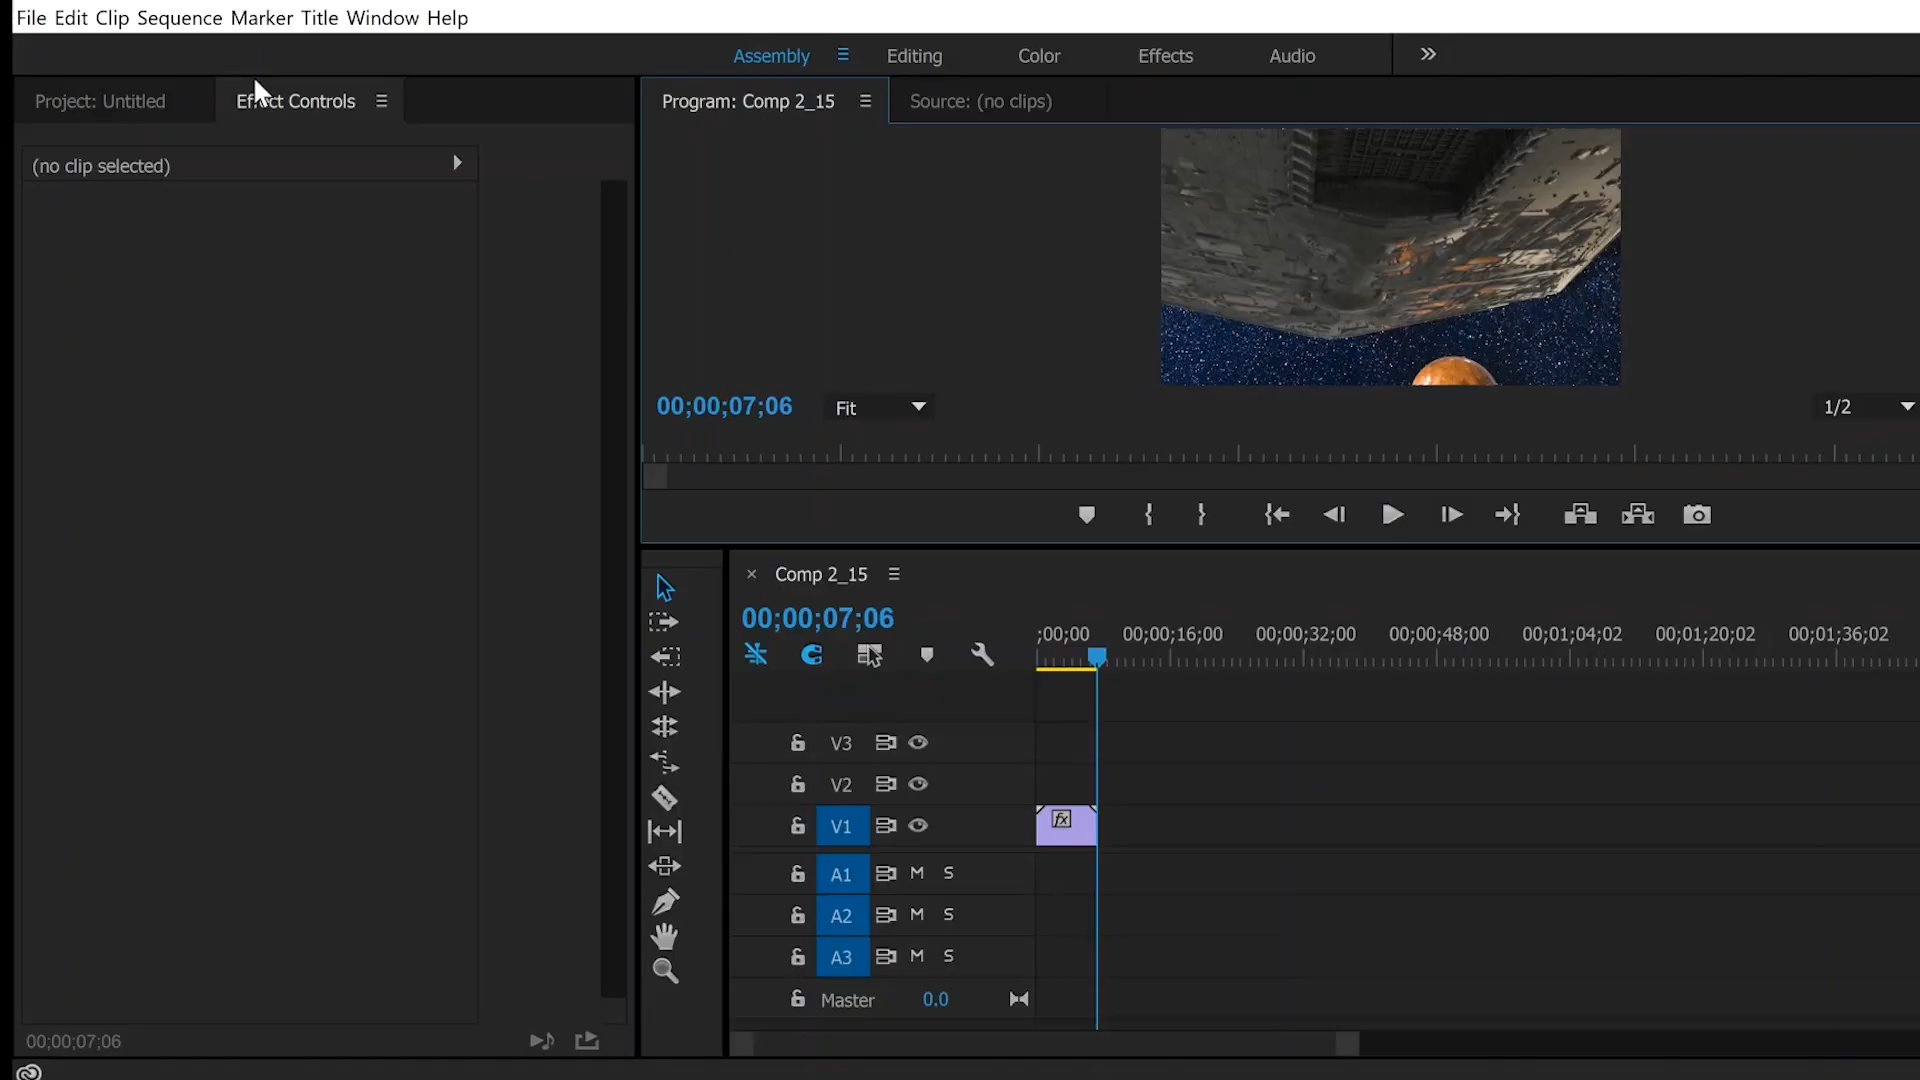 File Edit Clip Sequence Marker Title Window Help
Assembly Editing Color Effects Audio
Project: Untitled Effect Controls
Program: Comp 2_15 Source: (no clips)
(no clip selected)
00;00;07;06 Fit 1/2
Comp 2_15
00;00;07;06
;00;00 00;00;16;00 00;00;32;00 00;00;48;00 00;01;04;02 00;01;20;02 00;01;36;02
V3
V2
V1 fx
A1 M S
A2 M S
A3 M S
Master 0.0
00;00;07;06